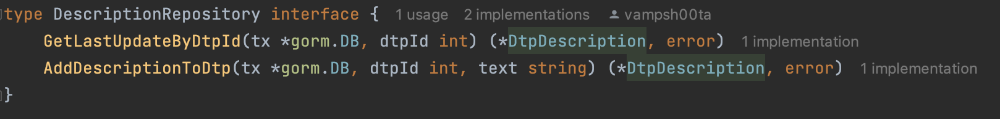 type DescriptionRepository interface { 1 usage 2 implementations vampsh00ta
GetLastUpdateByDtpId(tx *gorm.DB, dtpId int) (*DtpDescription, error) 1 implementation
AddDescriptionToDtp(tx *gorm.DB, dtpId int, text string) (*DtpDescription, error) 1 implementation
}